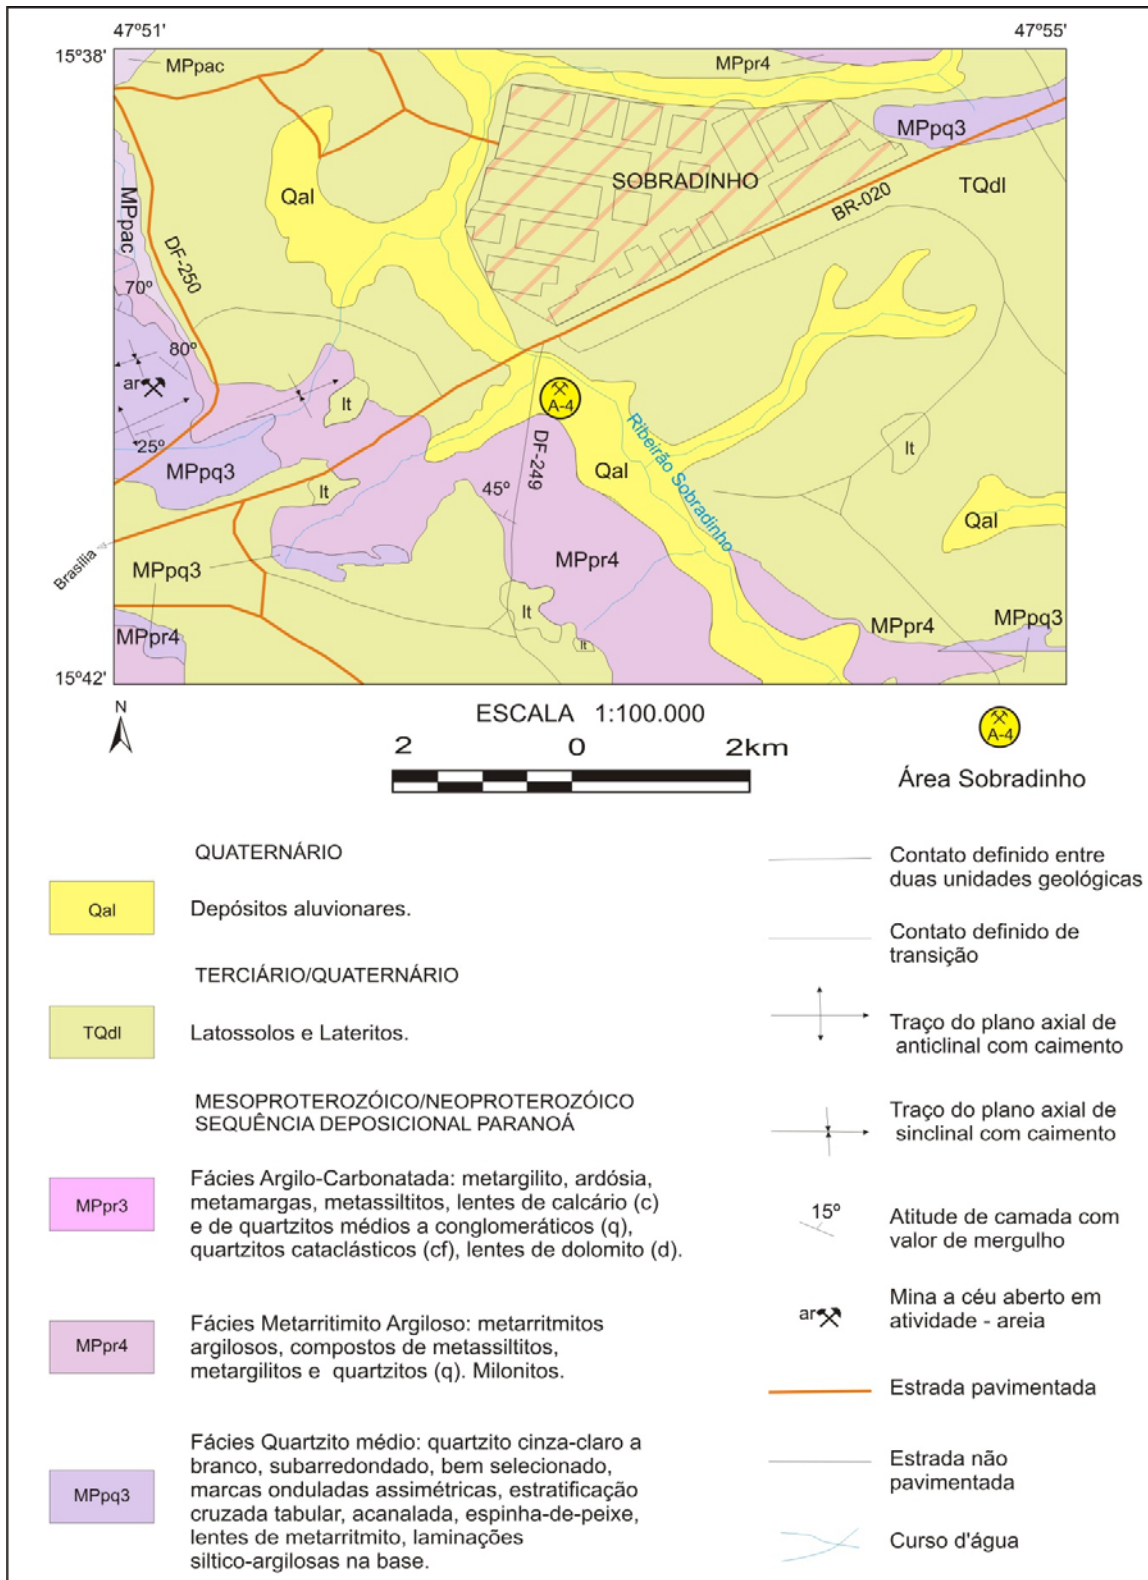 47º51'
47º55'
15º38'
MPpac
MPpr4
MPpq3
SOBRADINHO
TQdl
BR-020
Qal
MPpac
DF-250
70º
80º
ar
25º
MPpq3
lt
lt
A-4
DF-249
45º
Qal
Ribeirão Sobradinho
lt
Qal
Brasilia
MPpq3
MPpr4
MPpr4
lt
lt
MPpr4
MPpq3
15º42'
N
ESCALA 1:100.000
2 0 2km
A-4
Área Sobradinho
QUATERNÁRIO
Qal
Depósitos aluvionares.
TERCIÁRIO/QUATERNÁRIO
TQdl
Latossolos e Lateritos.
MESOPROTEROZÓICO/NEOPROTEROZÓICO
SEQUÊNCIA DEPOSICIONAL PARANOÁ
MPpr3
Fácies Argilo-Carbonatada: metargilito, ardósia,
metamargas, metassiltitos, lentes de calcário (c)
e de quartzitos médios a conglomeráticos (q),
quartzitos cataclásticos (cf), lentes de dolomito (d).
MPpr4
Fácies Metarritimito Argiloso: metarritmitos
argilosos, compostos de metassiltitos,
metargilitos e quartzitos (q). Milonitos.
MPpq3
Fácies Quartzito médio: quartzito cinza-claro a
branco, subarredondado, bem selecionado,
marcas onduladas assimétricas, estratificação
cruzada tabular, acanalada, espinha-de-peixe,
lentes de metarritmito, laminações
siltico-argilosas na base.
Contato definido entre
duas unidades geológicas
Contato definido de
transição
Traço do plano axial de
anticlinal com caimento
Traço do plano axial de
sinclinal com caimento
15º
Atitude de camada com
valor de mergulho
ar
Mina a céu aberto em
atividade - areia
Estrada pavimentada
Estrada não
pavimentada
Curso d'água